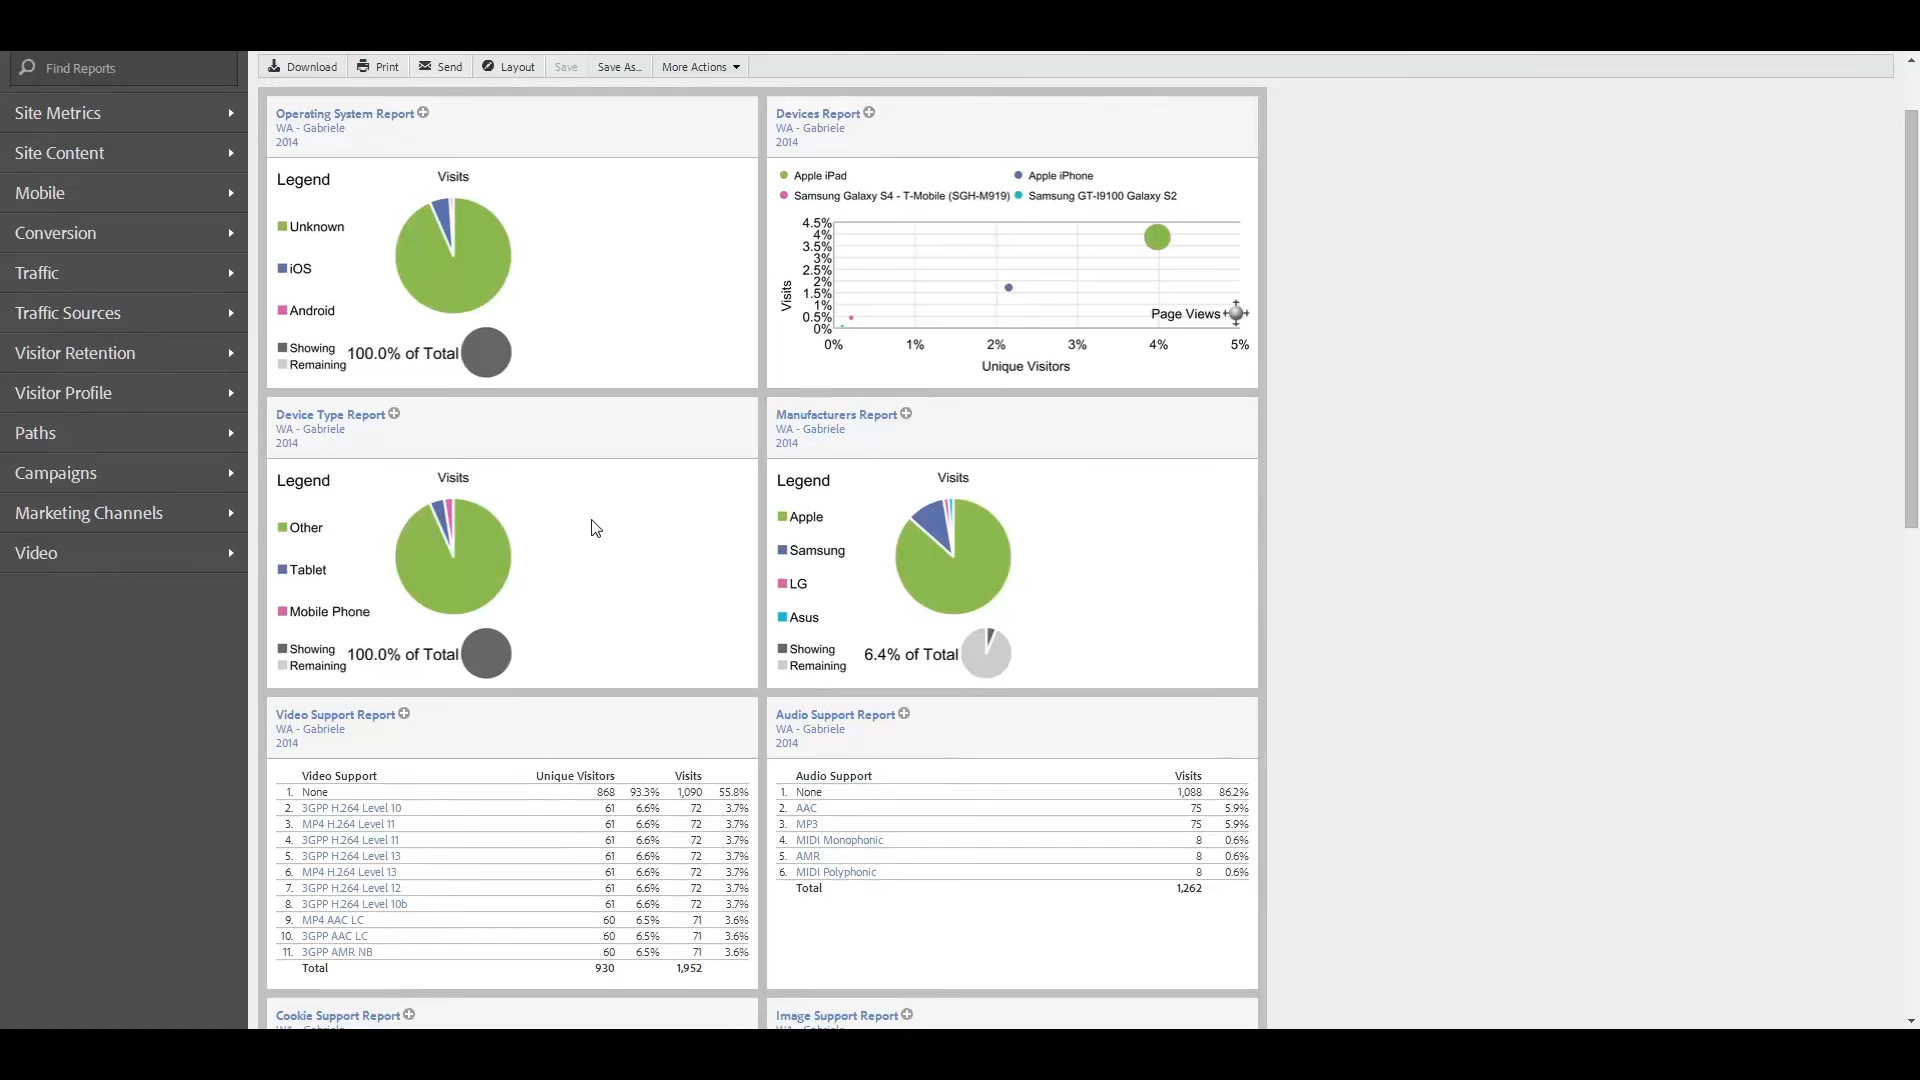 Find Reports
Download Print Send Layout Save Save As... More Actions
Site Metrics
Site Content
Mobile
Conversion
Traffic
Traffic Sources
Visitor Retention
Visitor Profile
Paths
Campaigns
Marketing Channels
Video
Operating System Report
WA - Gabriele
2014
Legend
Visits
Unknown
iOS
Android
Showing
Remaining
100.0% of Total
Devices Report
WA - Gabriele
2014
Apple iPad Apple iPhone
Samsung Galaxy S4 - T-Mobile (SGH-M919) Samsung GT-I9100 Galaxy S2
4.5%
4%
3.5%
3%
2.5%
2%
1.5%
1%
0.5%
0%
Visits
Page Views
0% 1% 2% 3% 4% 5%
Unique Visitors
Device Type Report
WA - Gabriele
2014
Legend
Visits
Other
Tablet
Mobile Phone
Showing
Remaining
100.0% of Total
Manufacturers Report
WA - Gabriele
2014
Legend
Visits
Apple
Samsung
LG
Asus
Showing
Remaining
6.4% of Total
Video Support Report
WA - Gabriele
2014
Video Support Unique Visitors Visits
1. None 868 93.3% 1,090 55.8%
2. 3GPP H.264 Level 10 61 6.6% 72 3.7%
3. MP4 H.264 Level 11 61 6.6% 72 3.7%
4. 3GPP H.264 Level 11 61 6.6% 72 3.7%
5. 3GPP H.264 Level 13 61 6.6% 72 3.7%
6. MP4 H.264 Level 13 61 6.6% 72 3.7%
7. 3GPP H.264 Level 12 61 6.6% 72 3.7%
8. 3GPP H.264 Level 10b 61 6.6% 72 3.7%
9. MP4 AAC LC 60 6.5% 71 3.6%
10. 3GPP AAC LC 60 6.5% 71 3.6%
11. 3GPP AMR NB 60 6.5% 71 3.6%
Total 930 1,952
Audio Support Report
WA - Gabriele
2014
Audio Support Visits
1. None 1,088 86.2%
2. AAC 75 5.9%
3. MP3 75 5.9%
4. MIDI Monophonic 8 0.6%
5. AMR 8 0.6%
6. MIDI Polyphonic 8 0.6%
Total 1,262
Cookie Support Report
Image Support Report